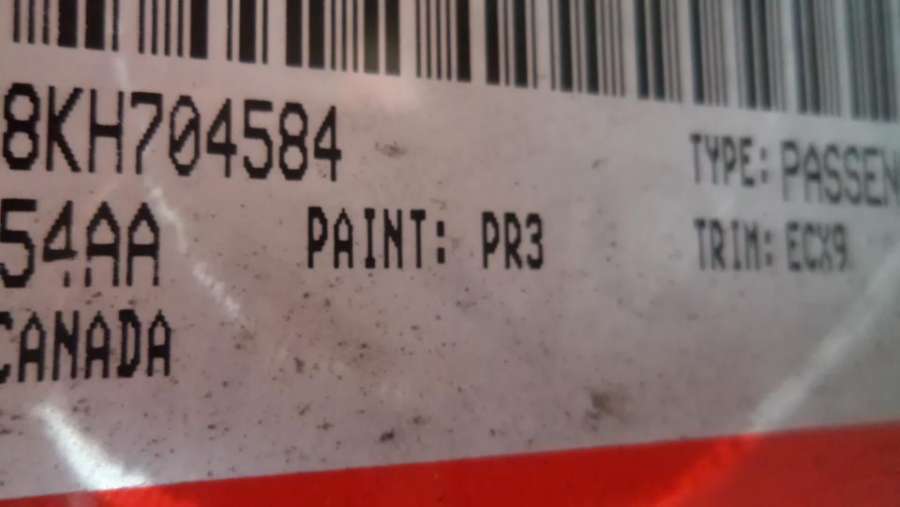 8KH704584
TYPE: PASSEN
54AA PAINT: PR3 TRIM: ECX9
CANADA